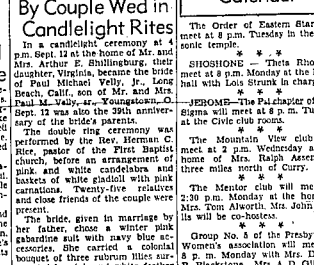 By Couple Wed in
Candlelight Rites
In a candlelight ceremony at 4
p.m. Sept. 12 at the home of Mr. and
Mrs. Arthur E. Shillingburg, their
daughter, Virginia, became the bride
of Paul Michael Velly, Jr., Long
Beach, Calif., son of Mr. and Mrs.
Paul M. Velly, sr., Youngstown, O.
Sept. 12 was also the 39th anniver-
sary of the bride's parents.
The double ring ceremony was
performed by the Rev. Herman C.
Rice, pastor of the First Baptist
church, before an arrangement of
pink and white candelabra and
baskets of white gladioli with pink
carnations. Twenty-five relatives
and close friends of the couple were
present.
The bride, given in marriage by
her father, chose a winter pink
gabardine suit with navy blue ac-
cessories. She carried a colonial
bouquet of three rubrum lilies sur-
The Order of Eastern Star
meet at 8 p.m. Tuesday in the
sonic temple.
* * *
SHOSHONE — Theta Rho
meet at 8 p.m. Monday at the
hall with Lois Strunk in char
* * *
JEROME—The Psi chapter of
Sigma will meet at 8 p.m. Tu
at the Civic club rooms.
* * *
The Mountain View club
meet at 2 p.m. Wednesday a
home of Mrs. Ralph Asser
three miles north of Curry.
* * *
The Mentor club will me
2:30 p.m. Monday at the ho
Mrs. Tom Alworth. Mrs. John
lis will be co-hostess.
* * *
Group No. 8 of the Presby
Women's association will me
8 p. m. Monday with Mrs. D